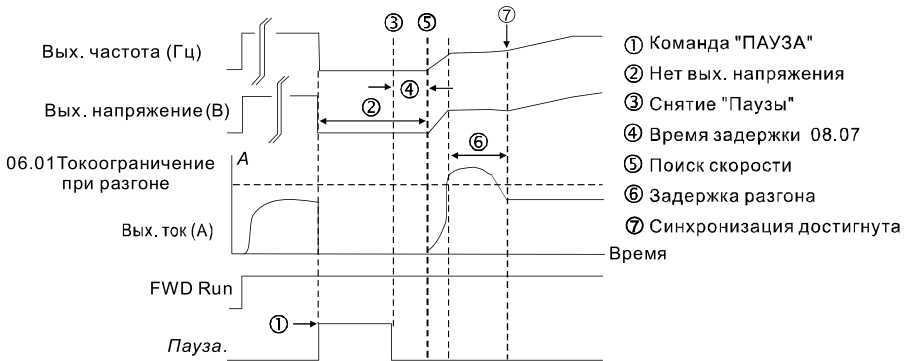 ③ ⑤ ⑦
Вых. частота (Гц)
④
Вых. напряжение (В)
②
06.01 Токоограничение
при разгоне
A
⑥
Вых. ток (А)
Время
FWD Run
①
Пауза.
① Команда "ПАУЗА"
② Нет вых. напряжения
③ Снятие "Паузы"
④ Время задержки 08.07
⑤ Поиск скорости
⑥ Задержка разгона
⑦ Синхронизация достигнута